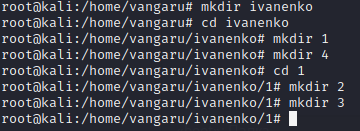 root@kali:/home/vangaru# mkdir ivanenko
root@kali:/home/vangaru# cd ivanenko
root@kali:/home/vangaru/ivanenko# mkdir 1
root@kali:/home/vangaru/ivanenko# mkdir 4
root@kali:/home/vangaru/ivanenko# cd 1
root@kali:/home/vangaru/ivanenko/1# mkdir 2
root@kali:/home/vangaru/ivanenko/1# mkdir 3
root@kali:/home/vangaru/ivanenko/1#